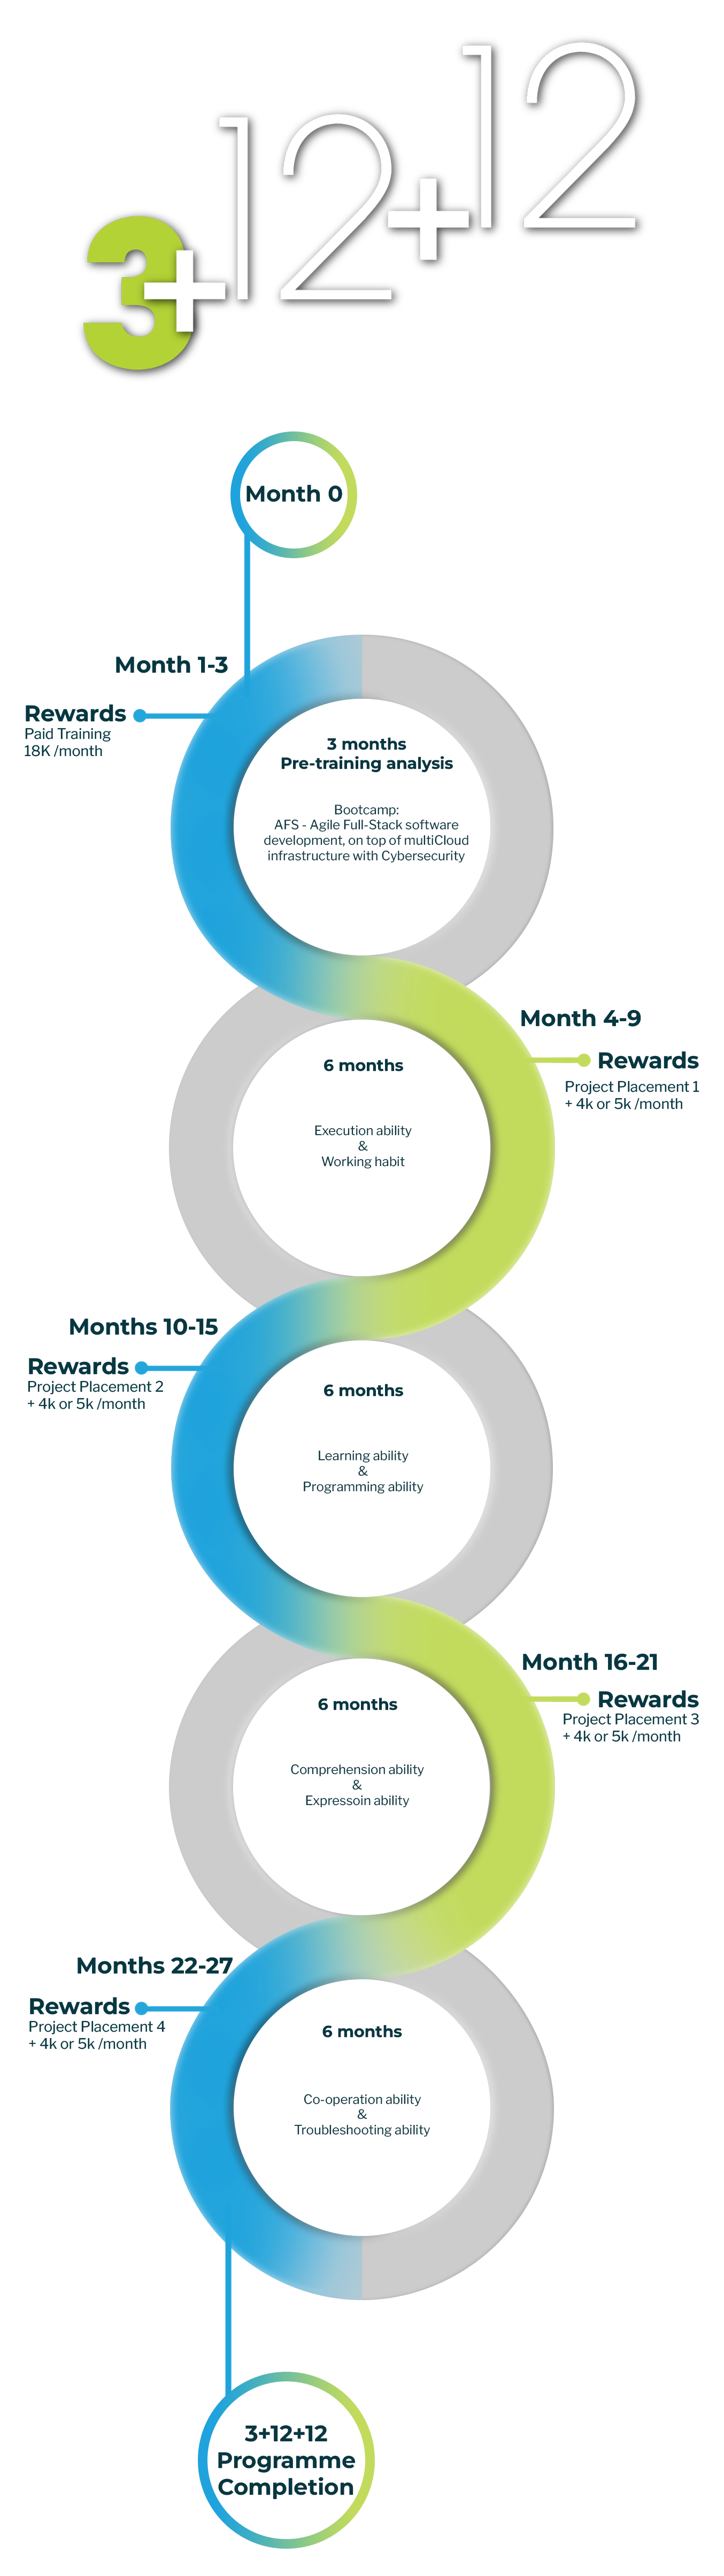 3+12+12
Month 0
Month 1-3
Rewards
Paid Training
18K /month
3 months
Pre-training analysis
Bootcamp:
AFS - Agile Full-Stack software
development, on top of multiCloud
infrastructure with Cybersecurity
Month 4-9
Rewards
Project Placement 1
+ 4k or 5k /month
6 months
Execution ability
&
Working habit
Months 10-15
Rewards
Project Placement 2
+ 4k or 5k /month
6 months
Learning ability
&
Programming ability
Month 16-21
Rewards
Project Placement 3
+ 4k or 5k /month
6 months
Comprehension ability
&
Expressoin ability
Months 22-27
Rewards
Project Placement 4
+ 4k or 5k /month
6 months
Co-operation ability
&
Troubleshooting ability
3+12+12
Programme
Completion